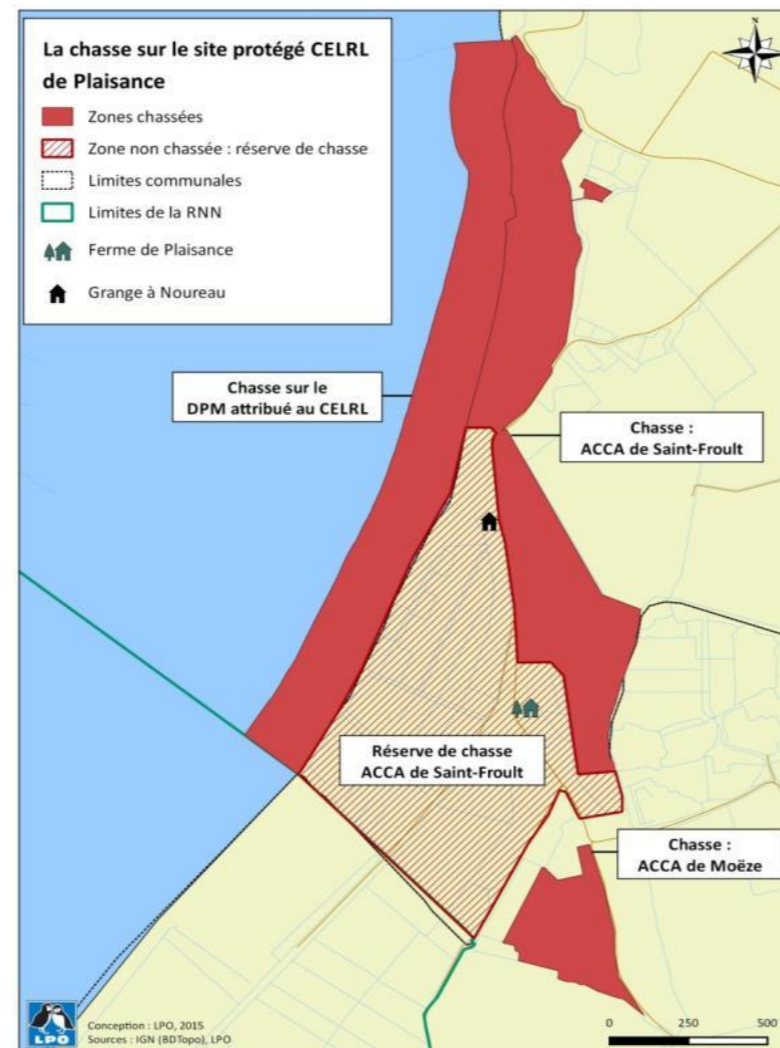 La chasse sur le site protégé CELRL
de Plaisance
Zones chassées
Zone non chassée : réserve de chasse
Limites communales
Limites de la RNN
Ferme de Plaisance
Grange à Noureau
N
Chasse sur le
DPM attribué au CELRL
Chasse :
ACCA de Saint-Froult
Réserve de chasse
ACCA de Saint-Froult
Chasse :
ACCA de Moëze
LPO
Conception : LPO, 2015
Sources : IGN (BDTopo), LPO
0 250 500